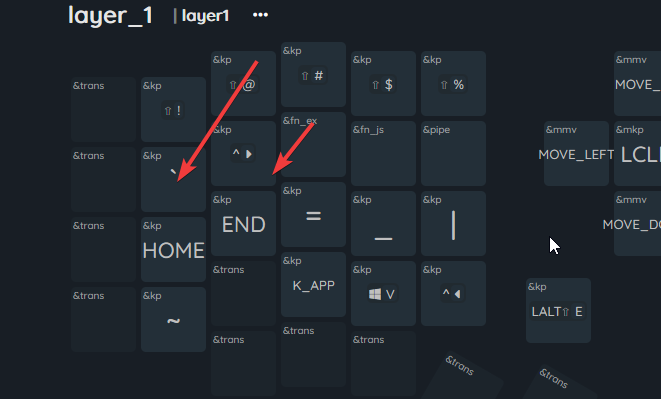 layer_1 | layer1 •••
&trans &kp ⇧ ! &kp ⇧ @ &kp ⇧ # &kp ⇧ $ &kp ⇧ % &mmv MOVE_
&trans &kp ` &kp ^ &fn_ex &fn_js &pipe &mmv MOVE_LEFT &mkp LCLI
&trans &kp HOME &kp END &kp = &kp _ &kp | &mmv MOVE_DO
&trans &kp ~ &trans &kp K_APP &kp V &kp ^ &kp LALT⇧ E
&trans &trans &trans &trans &trans